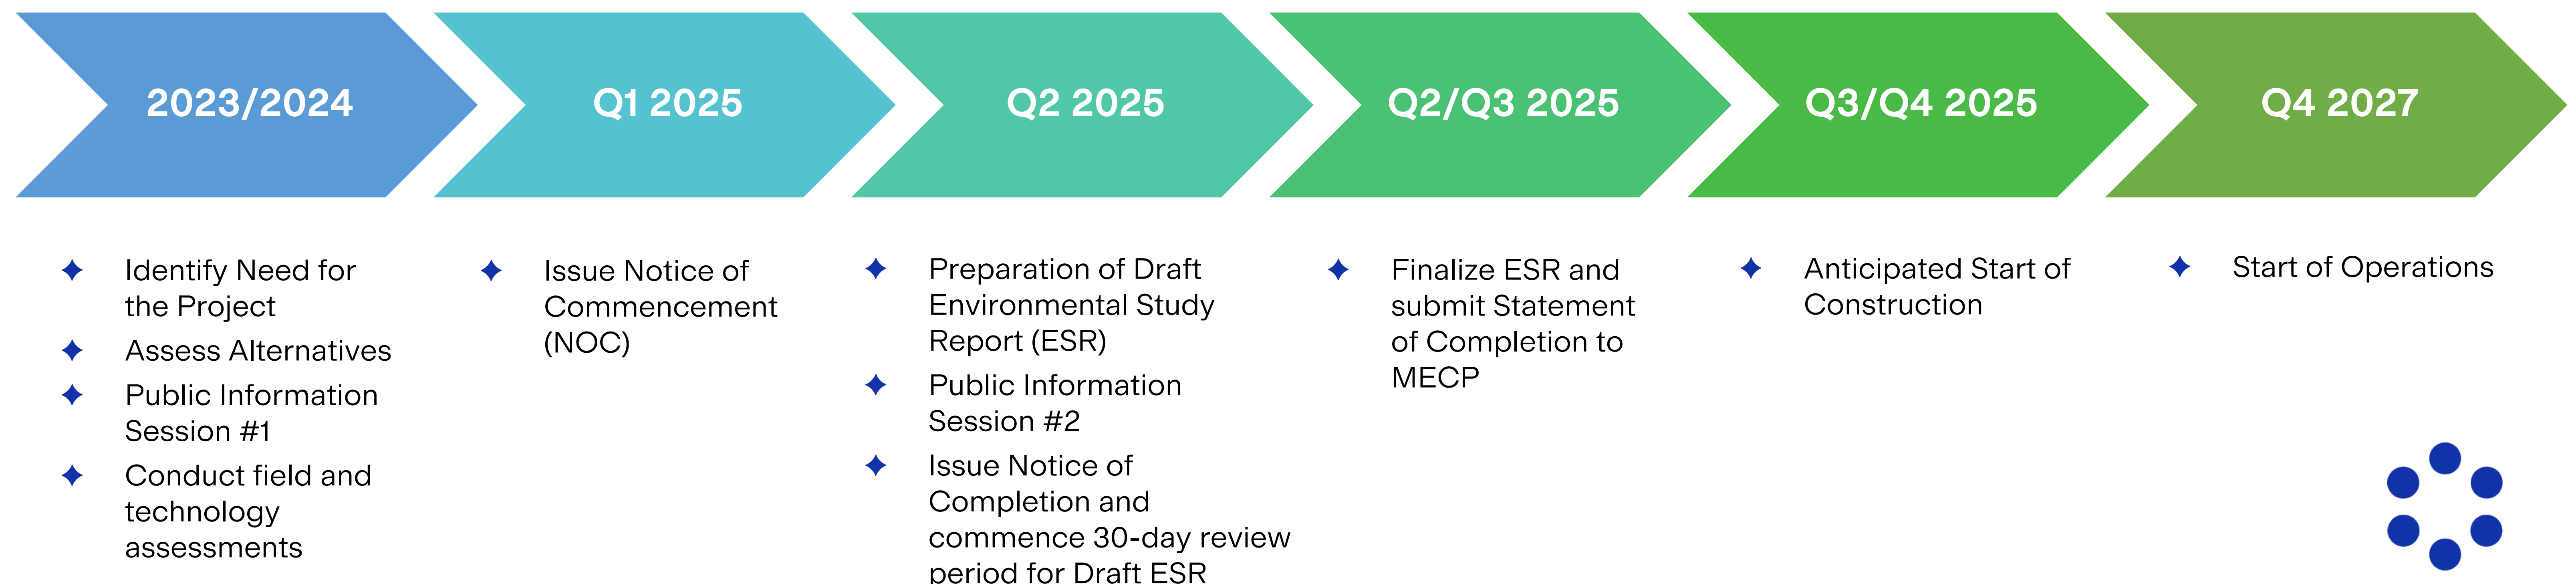 2023/2024
Q1 2025
Q2 2025
Q2/Q3 2025
Q3/Q4 2025
Q4 2027
Identify Need for
the Project
Assess Alternatives
Public Information
Session #1
Conduct field and
technology
assessments
Issue Notice of
Commencement
(NOC)
Preparation of Draft
Environmental Study
Report (ESR)
Public Information
Session #2
Issue Notice of
Completion and
commence 30-day review
period for Draft ESR
Finalize ESR and
submit Statement
of Completion to
MECP
Anticipated Start of
Construction
Start of Operations